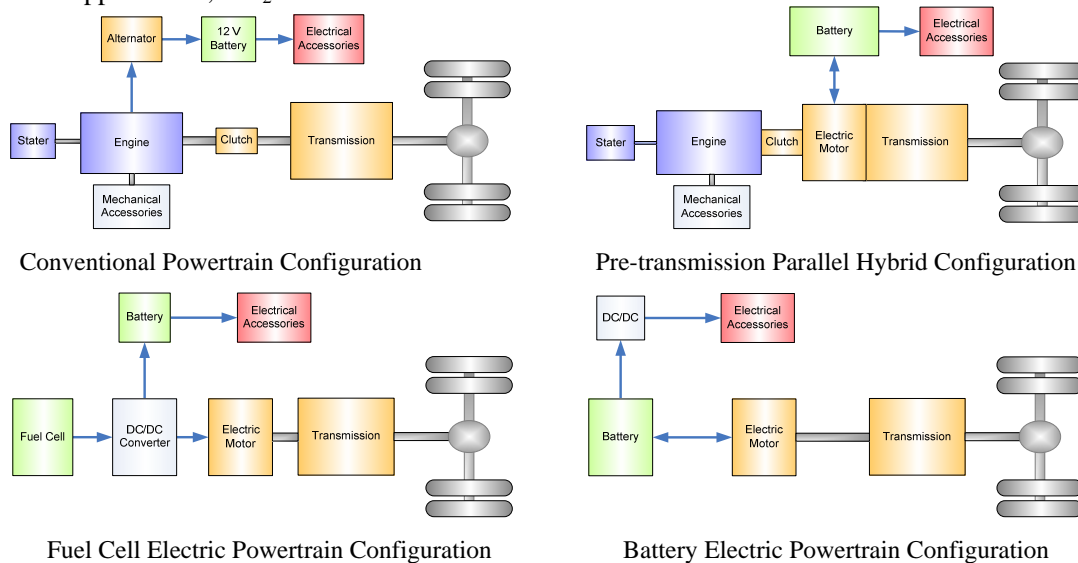 Alternator
12 V
Battery
Electrical
Accessories
Stater
Engine
Clutch
Transmission
Mechanical
Accessories
Conventional Powertrain Configuration
Battery
Electrical
Accessories
Stater
Engine
Clutch
Electric
Motor
Transmission
Mechanical
Accessories
Pre-transmission Parallel Hybrid Configuration
Battery
Electrical
Accessories
Fuel Cell
DC/DC
Converter
Electric
Motor
Transmission
Fuel Cell Electric Powertrain Configuration
DC/DC
Electrical
Accessories
Battery
Electric
Motor
Transmission
Battery Electric Powertrain Configuration